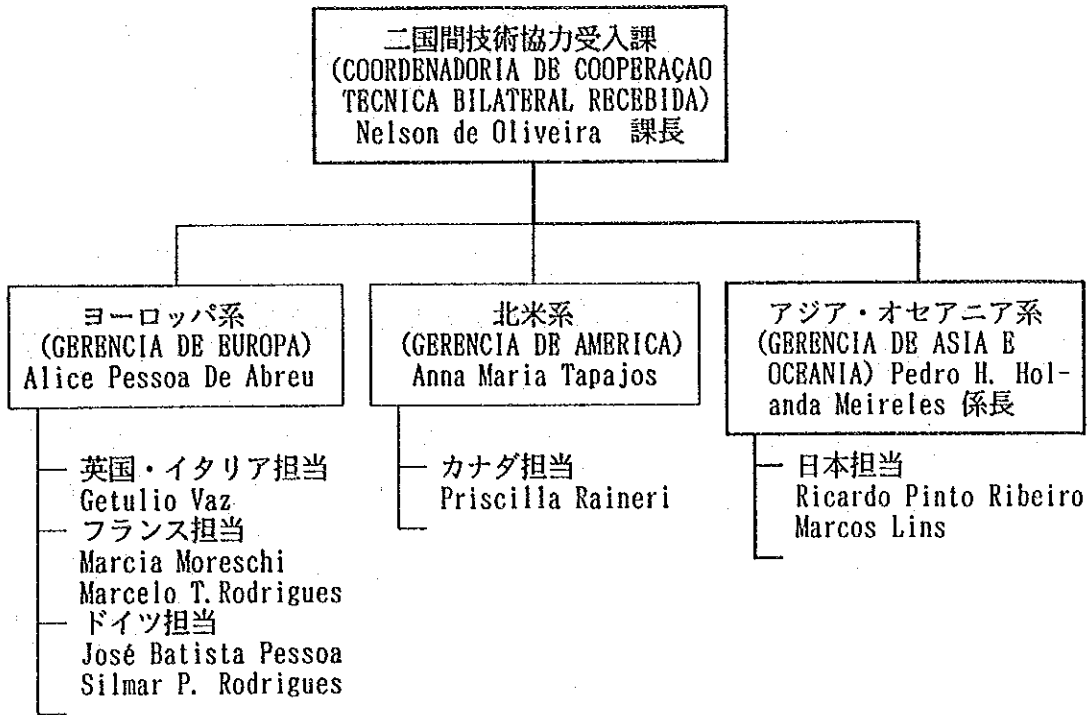 二国間技術協力受入課
(COORDENADORIA DE COOPERAÇAO
TECNICA BILATERAL RECEBIDA)
Nelson de Oliveira 課長
ヨーロッパ系
(GERENCIA DE EUROPA)
Alice Pessoa De Abreu
英国・イタリア担当
Getulio Vaz
フランス担当
Marcia Moreschi
Marcelo T.Rodrigues
ドイツ担当
José Batista Pessoa
Silmar P. Rodrigues
北米系
(GERENCIA DE AMERICA)
Anna Maria Tapajos
カナダ担当
Priscilla Raineri
アジア・オセアニア系
(GERENCIA DE ASIA E
OCEANIA) Pedro H. Hol-
anda Meireles 係長
日本担当
Ricardo Pinto Ribeiro
Marcos Lins